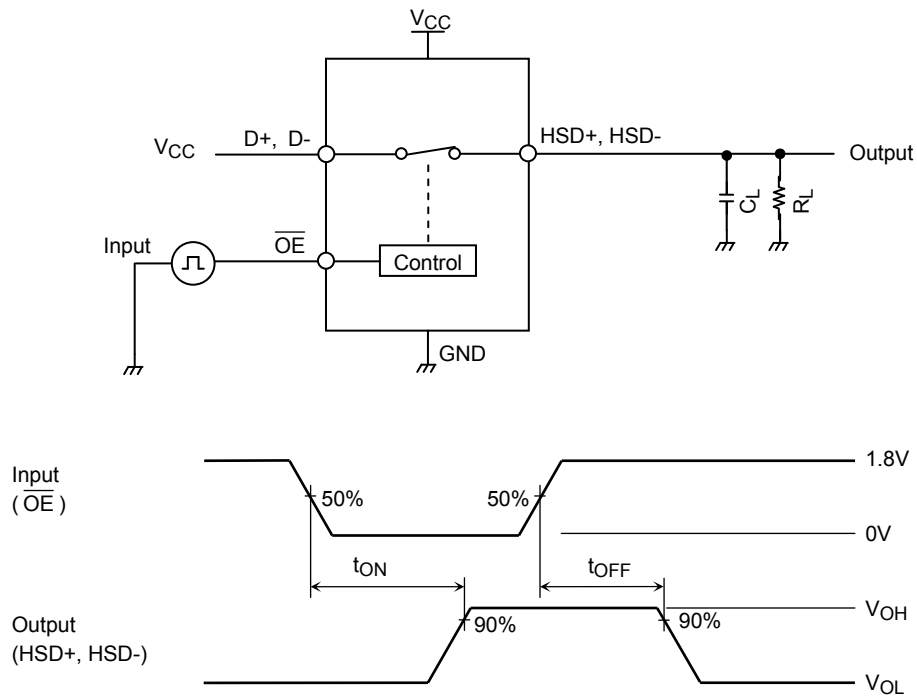 VCC
VCC
D+, D-
HSD+, HSD-
Output
CL
RL
Input
OE
Control
GND
Input
(OE)
50%
50%
1.8V
0V
tON
tOFF
Output
(HSD+, HSD-)
90%
90%
VOH
VOL